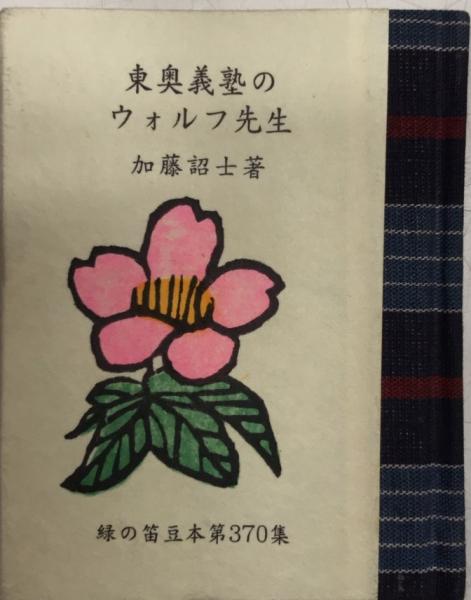 東奥義塾の
ウォルフ先生
加藤詔士著
緑の笛豆本第370集